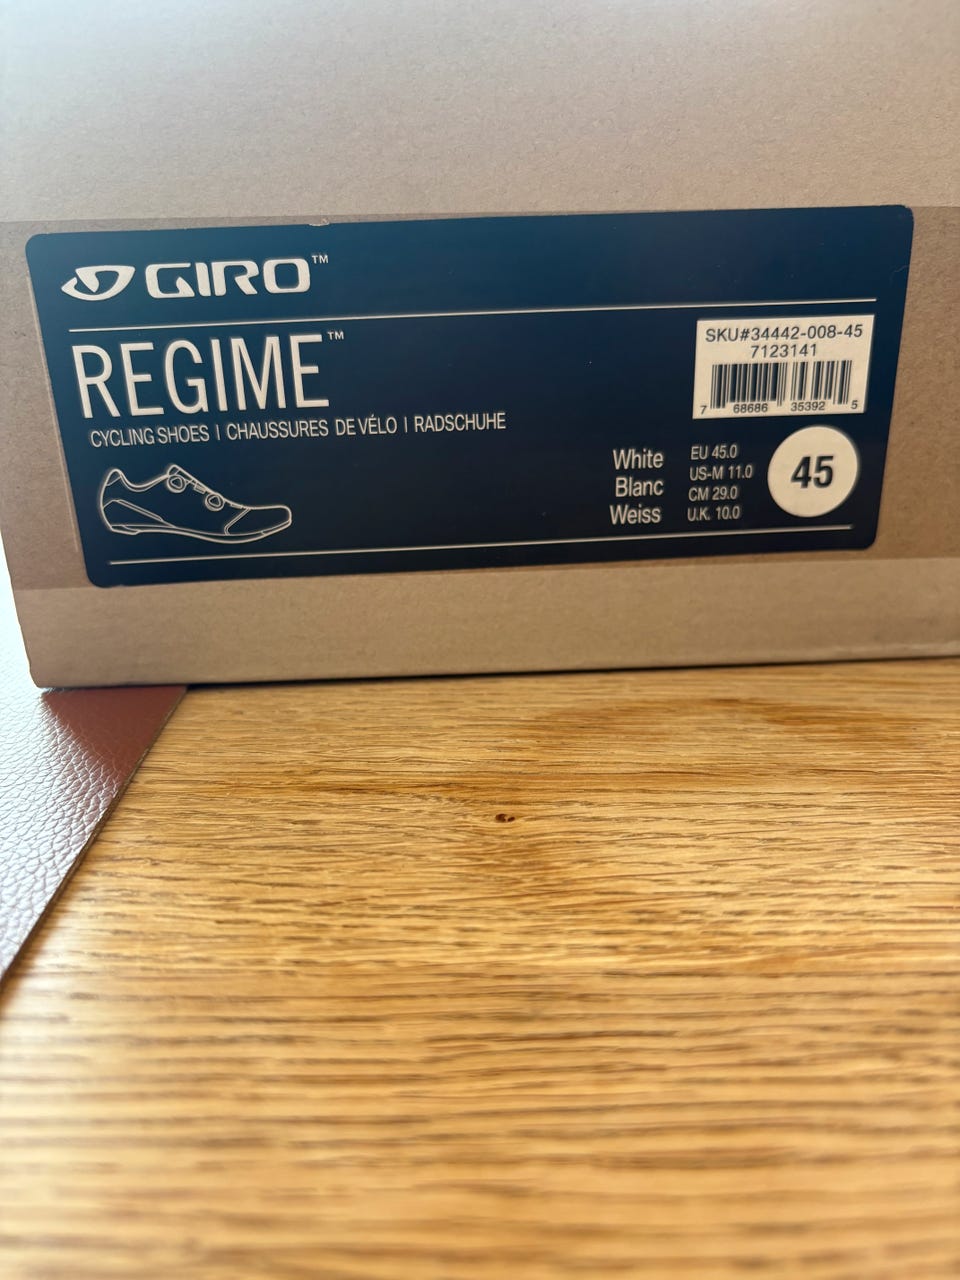 GIRO™
REGIME™
CYCLING SHOES | CHAUSSURES DE VÉLO | RADSCHUHE
SKU#34442-008-45
7123141
7 68686 35392 5
White
Blanc
Weiss
EU 45.0
US-M 11.0
CM 29.0
U.K. 10.0
45